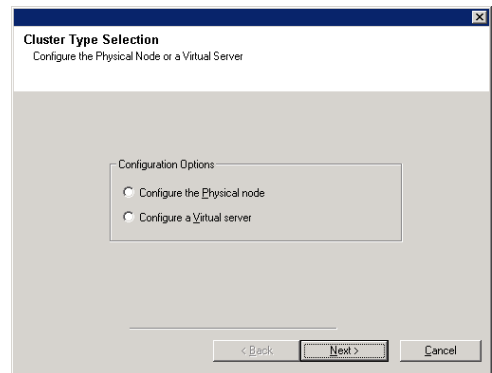 Cluster Type Selection
Configure the Physical Node or a Virtual Server
Configuration Options
Configure the Physical node
Configure a Virtual server
< Back
Next >
Cancel